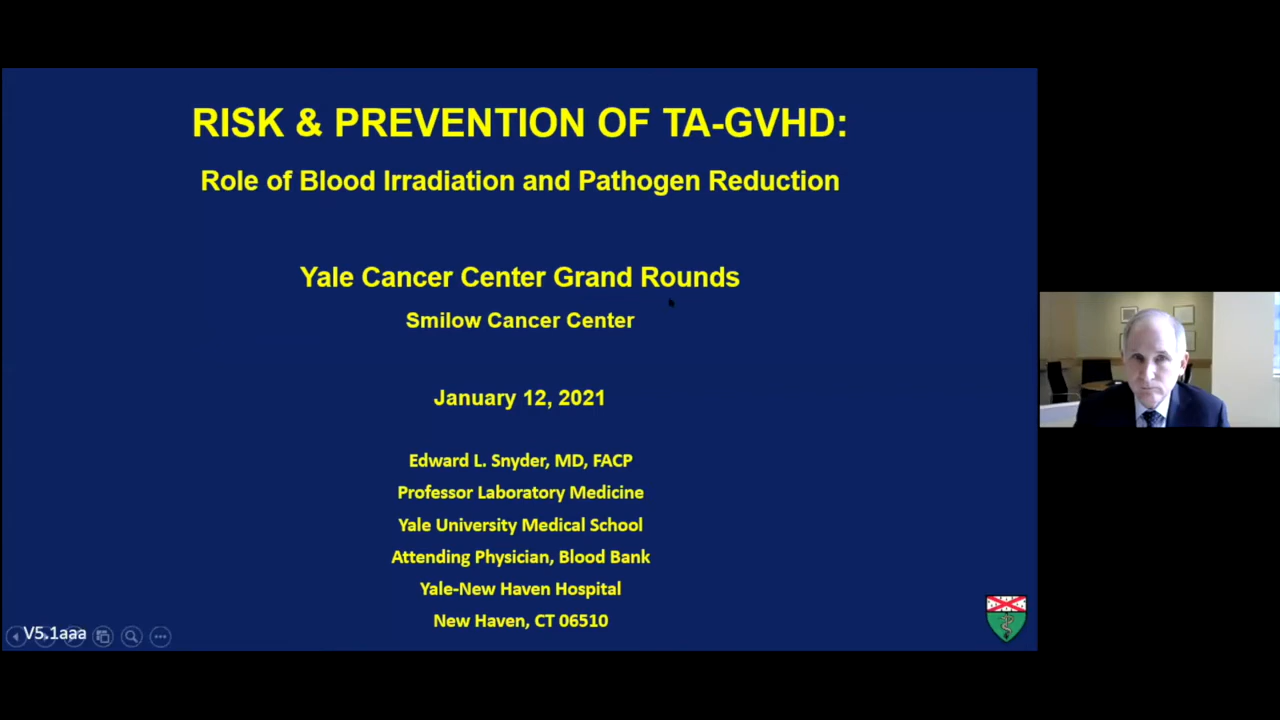 RISK & PREVENTION OF TA-GVHD:
Role of Blood Irradiation and Pathogen Reduction
Yale Cancer Center Grand Rounds
Smilow Cancer Center
January 12, 2021
Edward L. Snyder, MD, FACP
Professor Laboratory Medicine
Yale University Medical School
Attending Physician, Blood Bank
Yale-New Haven Hospital
New Haven, CT 06510
V5.1aaa